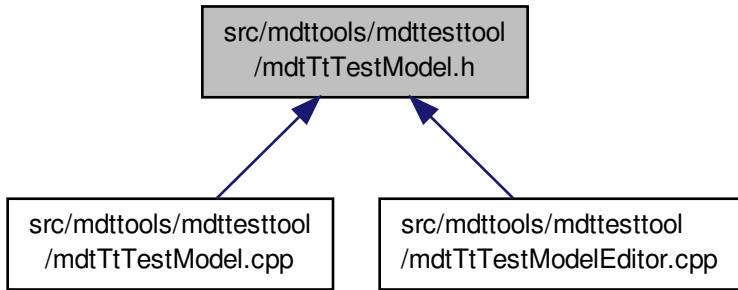 src/mdttools/mdttesttool
/mdtTtTestModel.h
src/mdttools/mdttesttool
/mdtTtTestModel.cpp
src/mdttools/mdttesttool
/mdtTtTestModelEditor.cpp